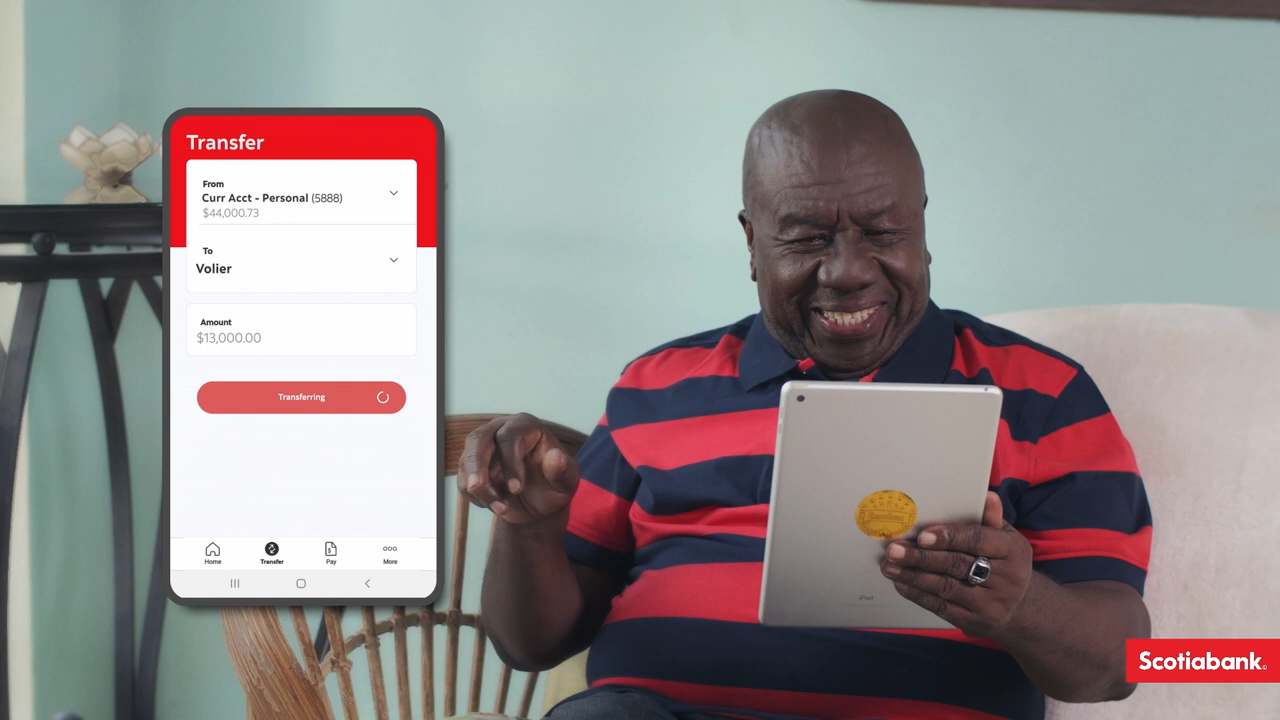 Transfer
From
Curr Acct - Personal (5888)
$44,000.73
To
Volier
Amount
$13,000.00
Transferring
Home
Transfer
Pay
More
iPad
Scotiabank